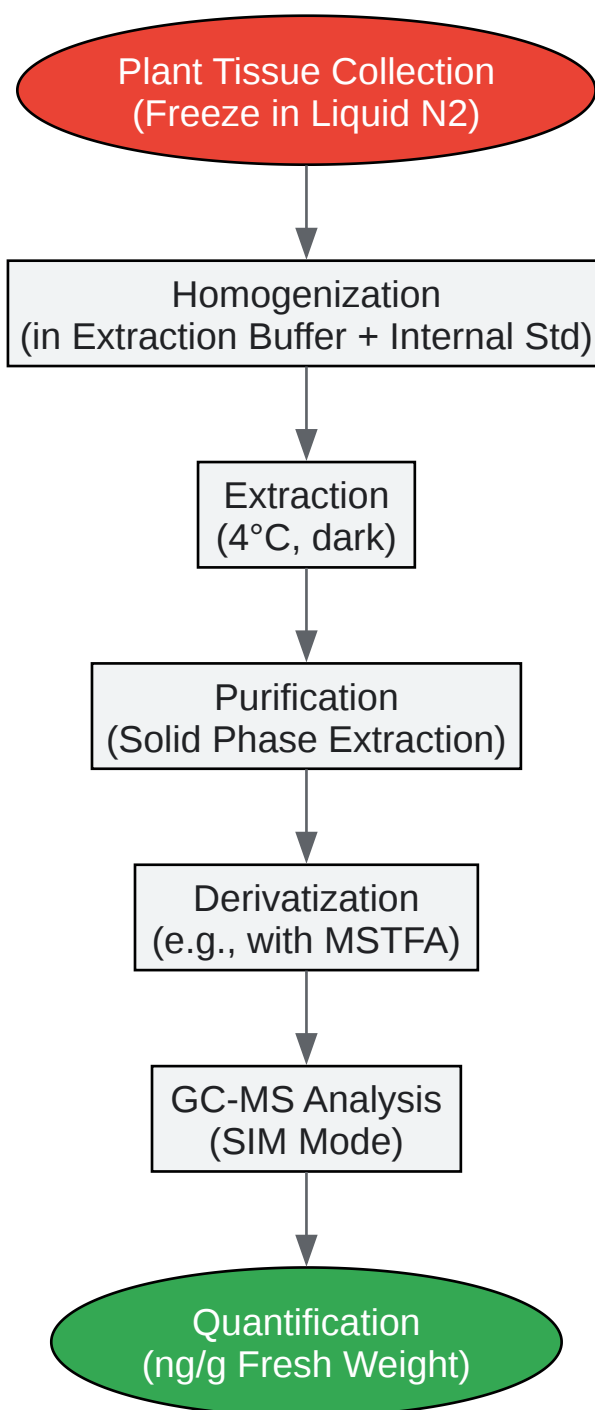 Plant Tissue Collection
(Freeze in Liquid N2)
Homogenization
(in Extraction Buffer + Internal Std)
Extraction
(4°C, dark)
Purification
(Solid Phase Extraction)
Derivatization
(e.g., with MSTFA)
GC-MS Analysis
(SIM Mode)
Quantification
(ng/g Fresh Weight)